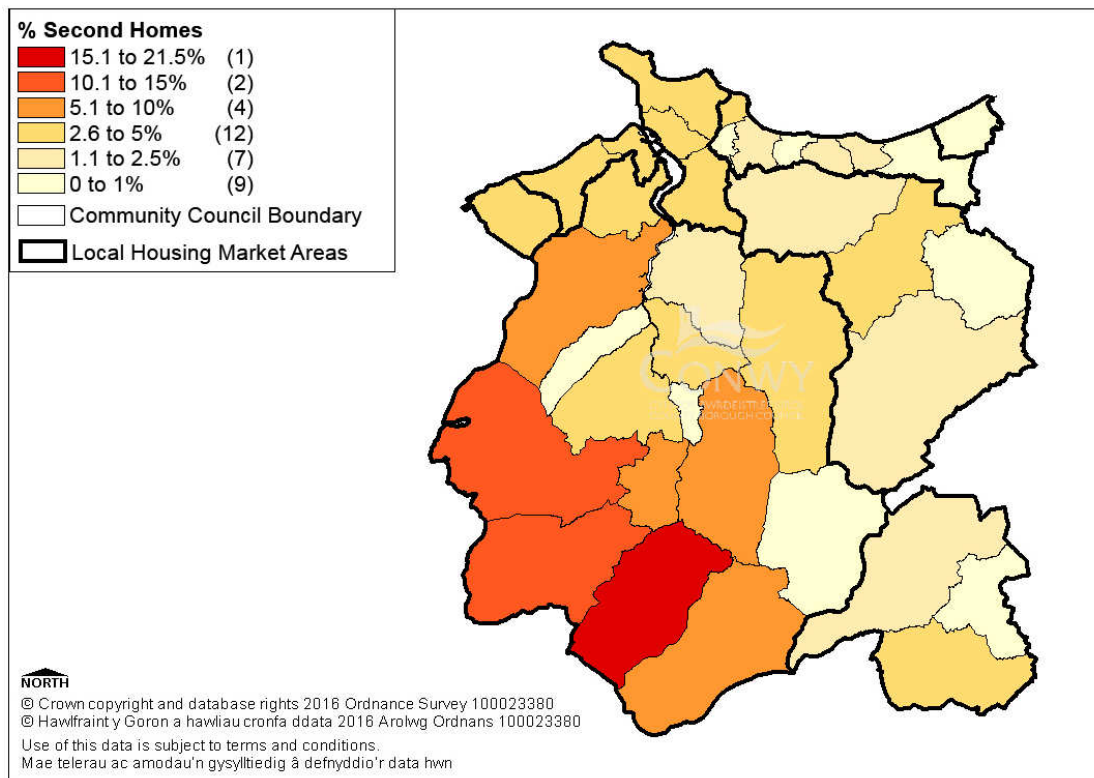 % Second Homes
15.1 to 21.5% (1)
10.1 to 15% (2)
5.1 to 10% (4)
2.6 to 5% (12)
1.1 to 2.5% (7)
0 to 1% (9)
Community Council Boundary
Local Housing Market Areas
CONWY
NORTH
© Crown copyright and database rights 2016 Ordnance Survey 100023380
© Hawlfraint y Goron a hawliau cronfa ddata 2016 Arolwg Ordnans 100023380
Use of this data is subject to terms and conditions.
Mae telerau ac amodau'n gysylltiedig â defnyddio'r data hwn